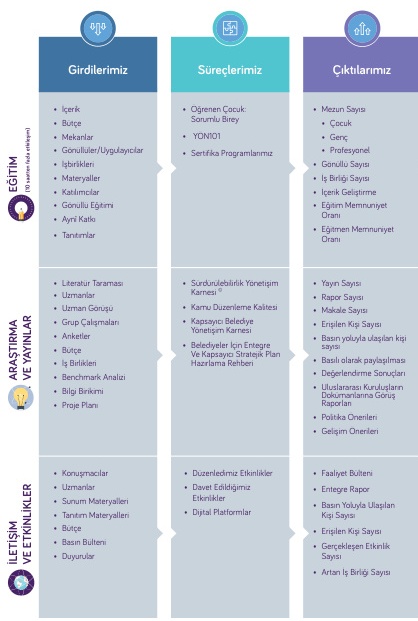 Girdilerimiz
Süreçlerimiz
Çıktılarımız
EĞİTİM
(10 saatten fazla etkileşim)
• İçerik
• Bütçe
• Mekanlar
• Gönüllüler/Uygulayıcılar
• İşbirlikleri
• Materyaller
• Katılımcılar
• Gönüllü Eğitimi
• Ayni Katkı
• Tanıtımlar
• Öğrenen Çocuk:
Sorumlu Birey
• YÖN101
• Sertifika Programlarımız
• Mezun Sayısı
• Çocuk
• Genç
• Profesyonel
• Gönüllü Sayısı
• İş Birliği Sayısı
• İçerik Geliştirme
• Eğitim Memnuniyet
Oranı
• Eğitmen Memnuniyet
Oranı
ARAŞTIRMA
VE YAYINLAR
• Literatür Taraması
• Uzmanlar
• Uzman Görüşü
• Grup Çalışmaları
• Anketler
• Bütçe
• İş Birlikleri
• Benchmark Analizi
• Bilgi Birikimi
• Proje Planı
• Sürdürülebilirlik Yönetişim
Karnesi ®
• Kamu Düzenleme Kalitesi
• Kapsayıcı Belediye
Yönetişim Karnesi
• Belediyeler İçin Entegre
Ve Kapsayıcı Stratejik Plan
Hazırlama Rehberi
• Yayın Sayısı
• Rapor Sayısı
• Makale Sayısı
• Erişilen Kişi Sayısı
• Basın yoluyla ulaşılan kişi
sayısı
• Basılı olarak paylaşılması
• Değerlendirme Sonuçları
• Uluslararası Kuruluşların
Dokümanlarına Görüş
Raporları
• Politika Önerileri
• Gelişim Önerileri
İLETİŞİM
VE ETKİNLİKLER
• Konuşmacılar
• Uzmanlar
• Sunum Materyalleri
• Tanıtım Materyalleri
• Bütçe
• Basın Bülteni
• Duyurular
• Düzenledimiz Etkinlikler
• Davet Edildiğimiz
Etkinlikler
• Dijital Platformlar
• Faaliyet Bülteni
• Entegre Rapor
• Basın Yoluyla Ulaşılan
Kişi Sayısı
• Erişilen Kişi Sayısı
• Gerçekleşen Etkinlik
Sayısı
• Artan İş Birliği Sayısı